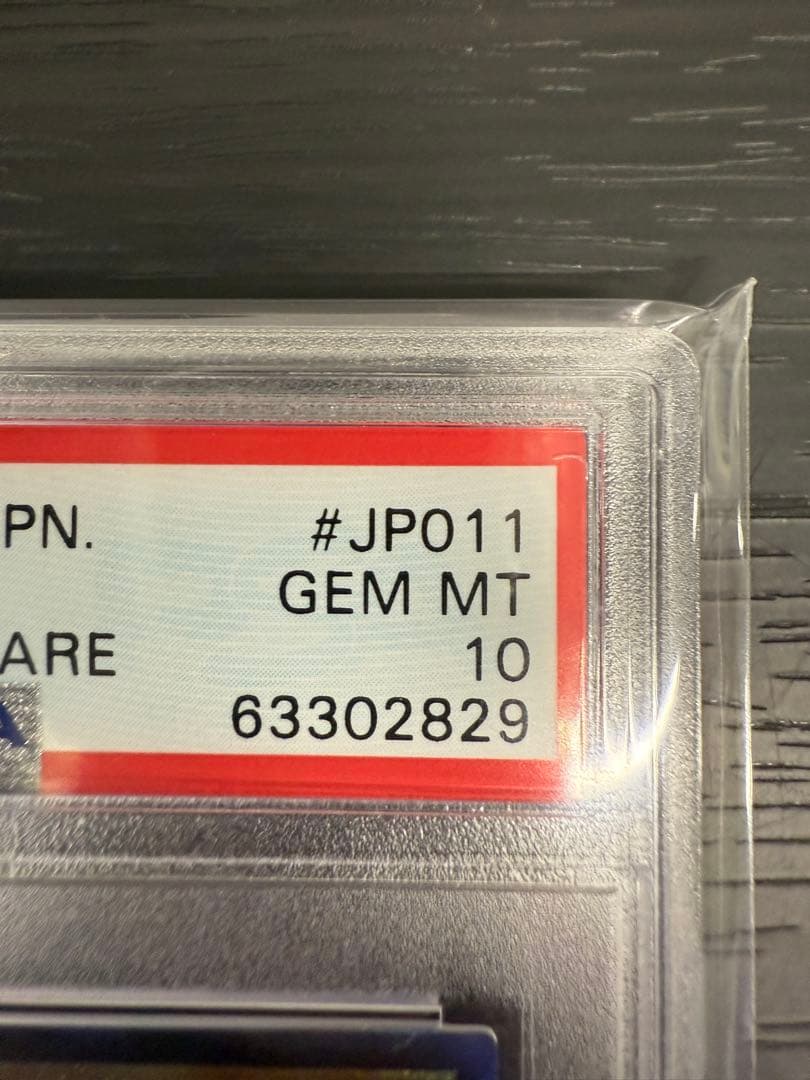 PN. #JP011
GEM MT
ARE 10
A 63302829